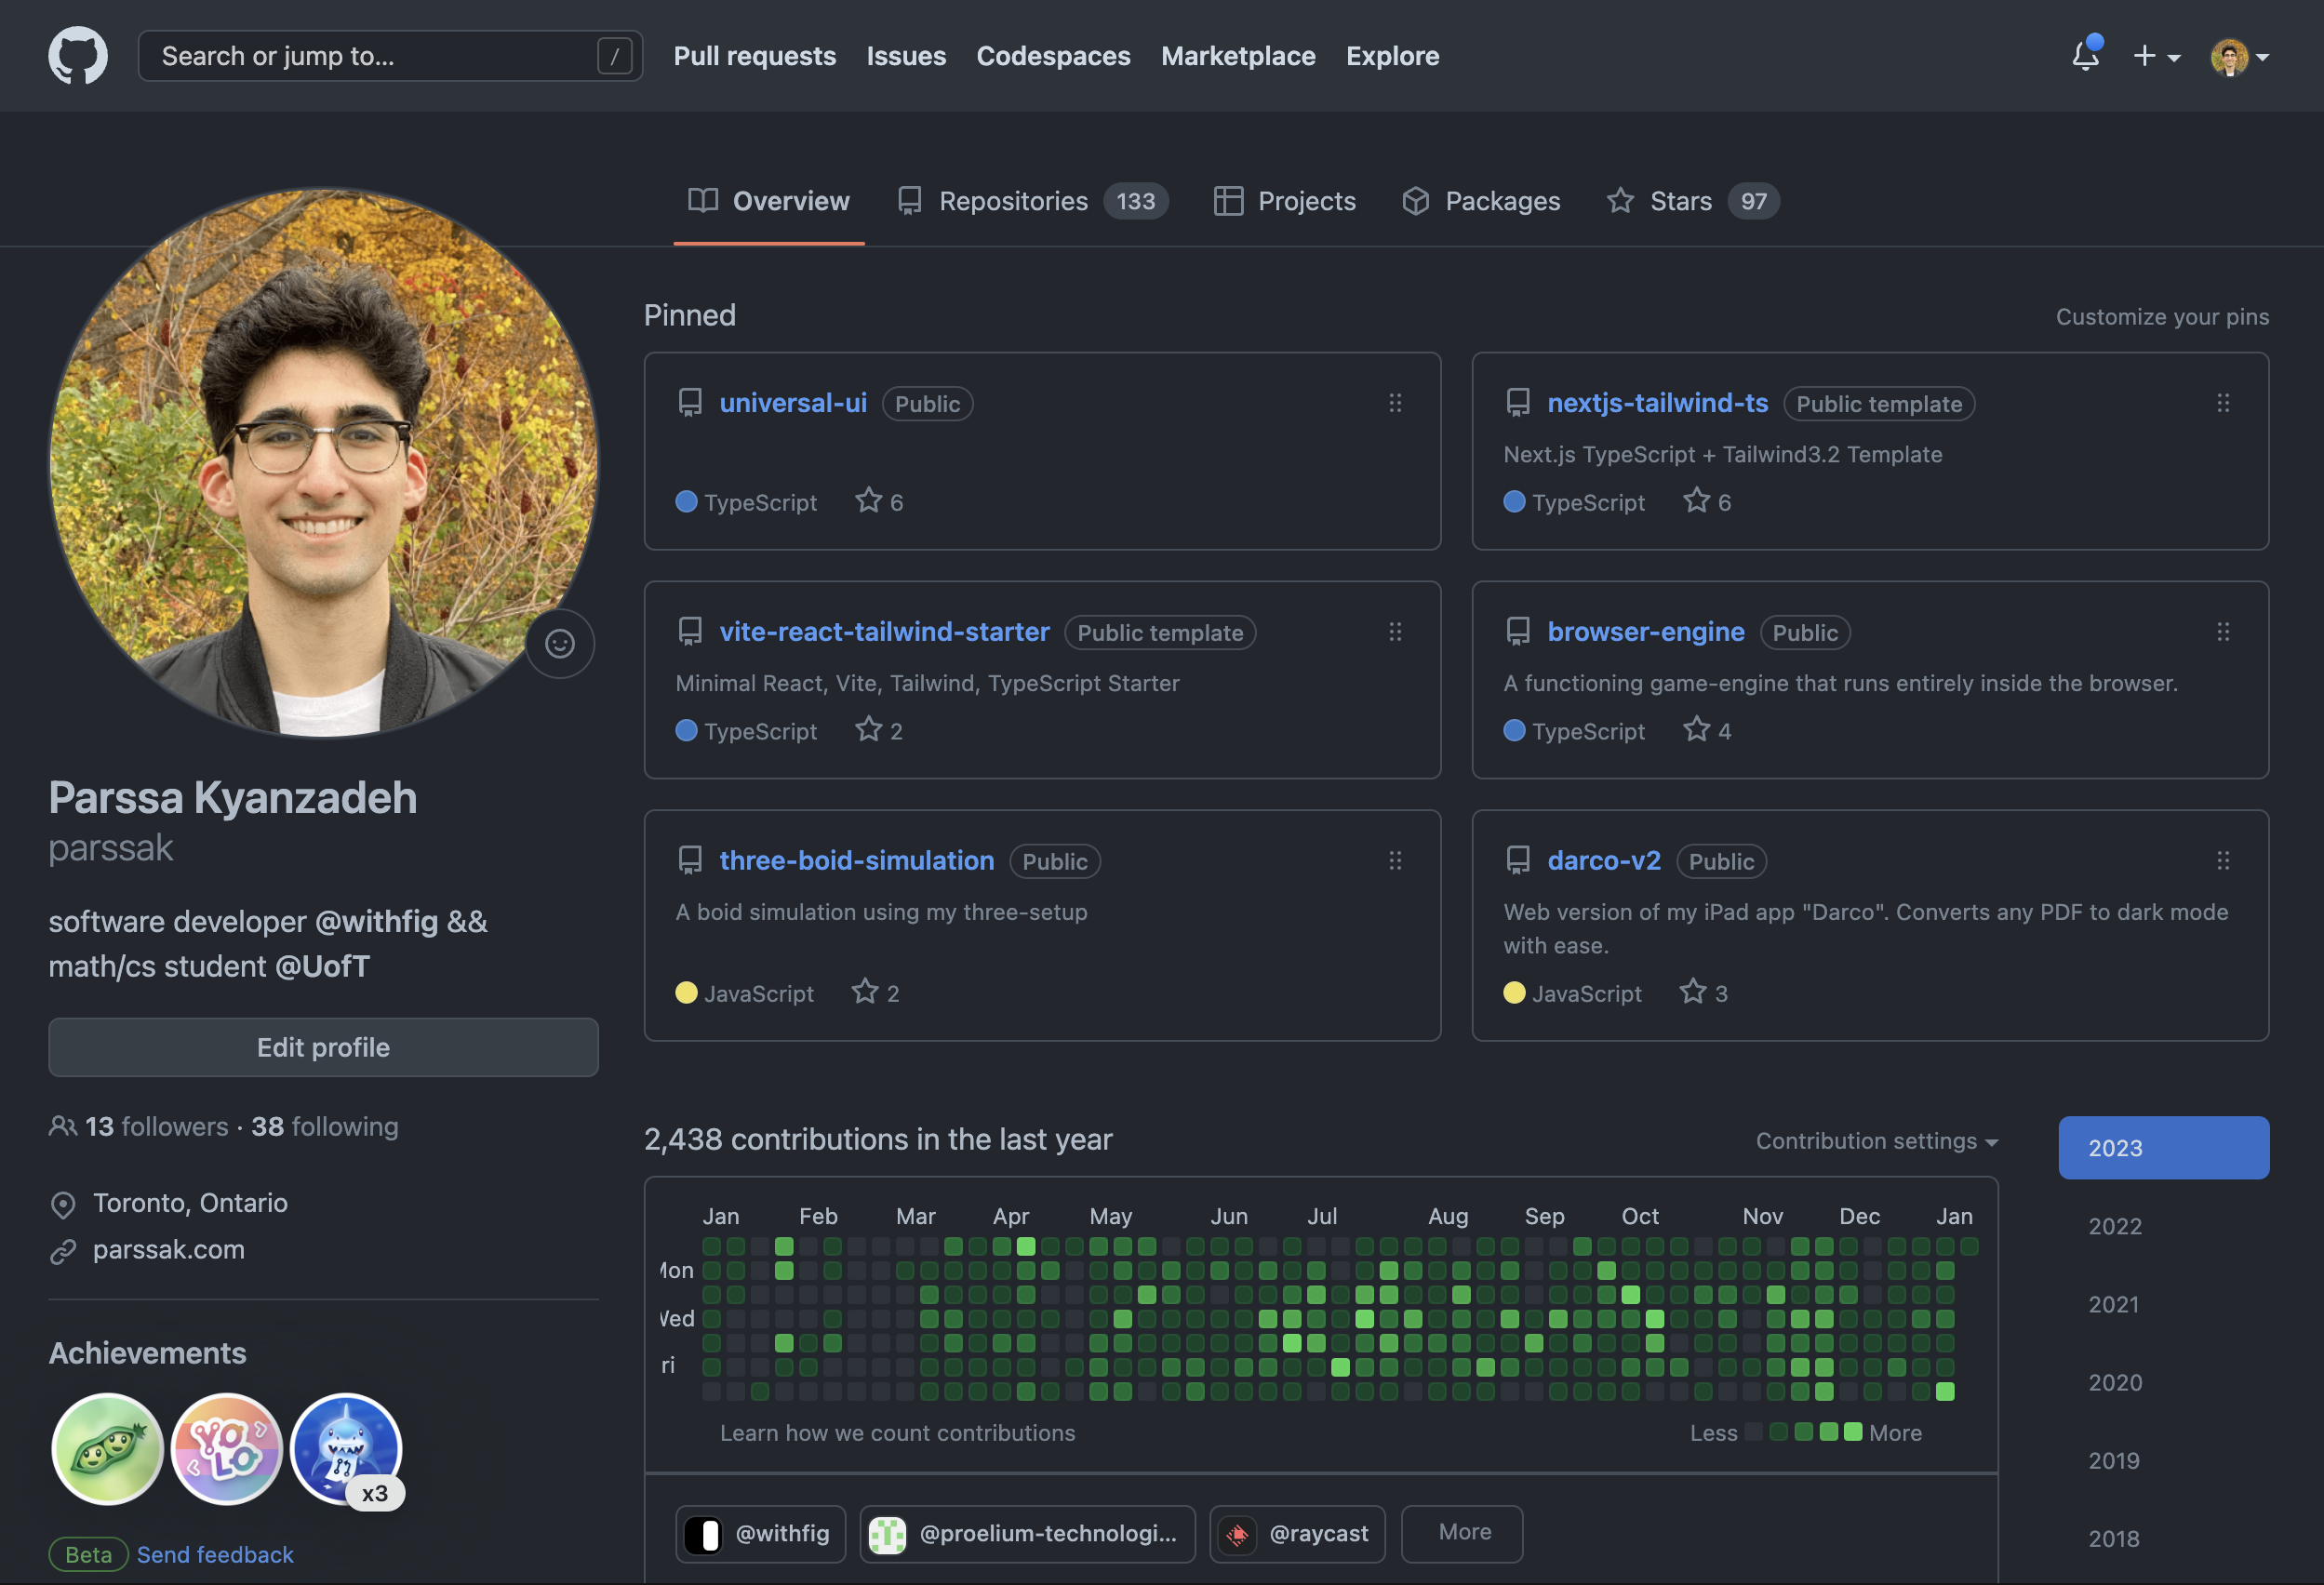 Search or jump to...
/
Pull requests
Issues
Codespaces
Marketplace
Explore
Overview
Repositories 133
Projects
Packages
Stars 97
Parssa Kyanzadeh
parssak
software developer @withfig &&
math/cs student @UofT
Edit profile
13 followers · 38 following
Toronto, Ontario
parssak.com
Achievements
YOLO
x3
Beta Send feedback
Pinned
Customize your pins
universal-ui Public
TypeScript 6
nextjs-tailwind-ts Public template
Next.js TypeScript + Tailwind3.2 Template
TypeScript 6
vite-react-tailwind-starter Public template
Minimal React, Vite, Tailwind, TypeScript Starter
TypeScript 2
browser-engine Public
A functioning game-engine that runs entirely inside the browser.
TypeScript 4
three-boid-simulation Public
A boid simulation using my three-setup
JavaScript 2
darco-v2 Public
Web version of my iPad app "Darco". Converts any PDF to dark mode
with ease.
JavaScript 3
2,438 contributions in the last year
Contribution settings
Jan Feb Mar Apr May Jun Jul Aug Sep Oct Nov Dec Jan
Mon
Wed
ri
Learn how we count contributions
Less More
@withfig
@proelium-technologi...
@raycast
More
2023
2022
2021
2020
2019
2018